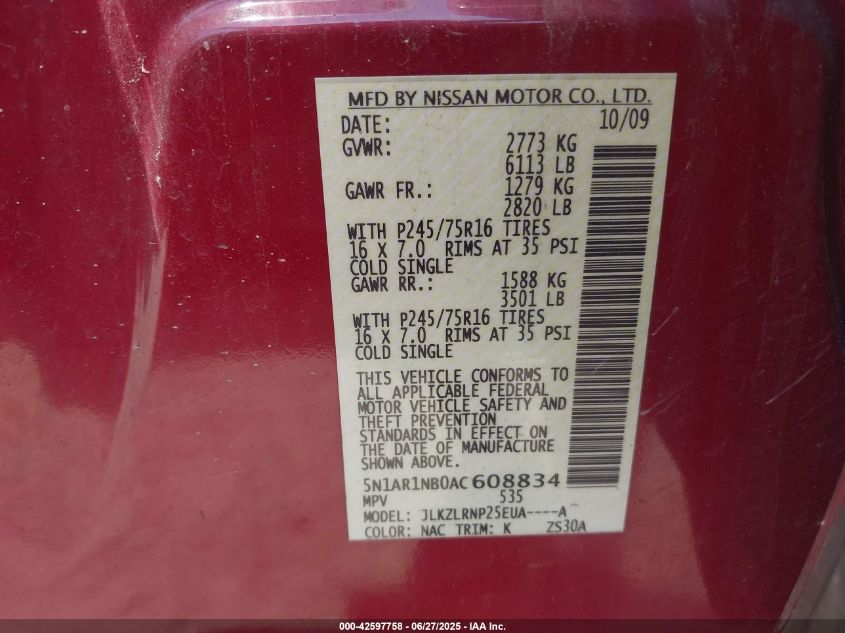 MFD BY NISSAN MOTOR CO., LTD.
DATE: 10/09
GVWR: 2773 KG
6113 LB
GAWR FR.: 1279 KG
2820 LB
WITH P245/75R16 TIRES
16 X 7.0 RIMS AT 35 PSI
COLD SINGLE
GAWR RR.: 1588 KG
3501 LB
WITH P245/75R16 TIRES
16 X 7.0 RIMS AT 35 PSI
COLD SINGLE
THIS VEHICLE CONFORMS TO
ALL APPLICABLE FEDERAL
MOTOR VEHICLE SAFETY AND
THEFT PREVENTION
STANDARDS IN EFFECT ON
THE DATE OF MANUFACTURE
SHOWN ABOVE.
5N1AR1NB0AC608834
MPV 535
MODEL: JLKZLRNP25EUA----A
COLOR: NAC TRIM: K ZS30A
000-42597758 - 06/27/2025 - IAA Inc.